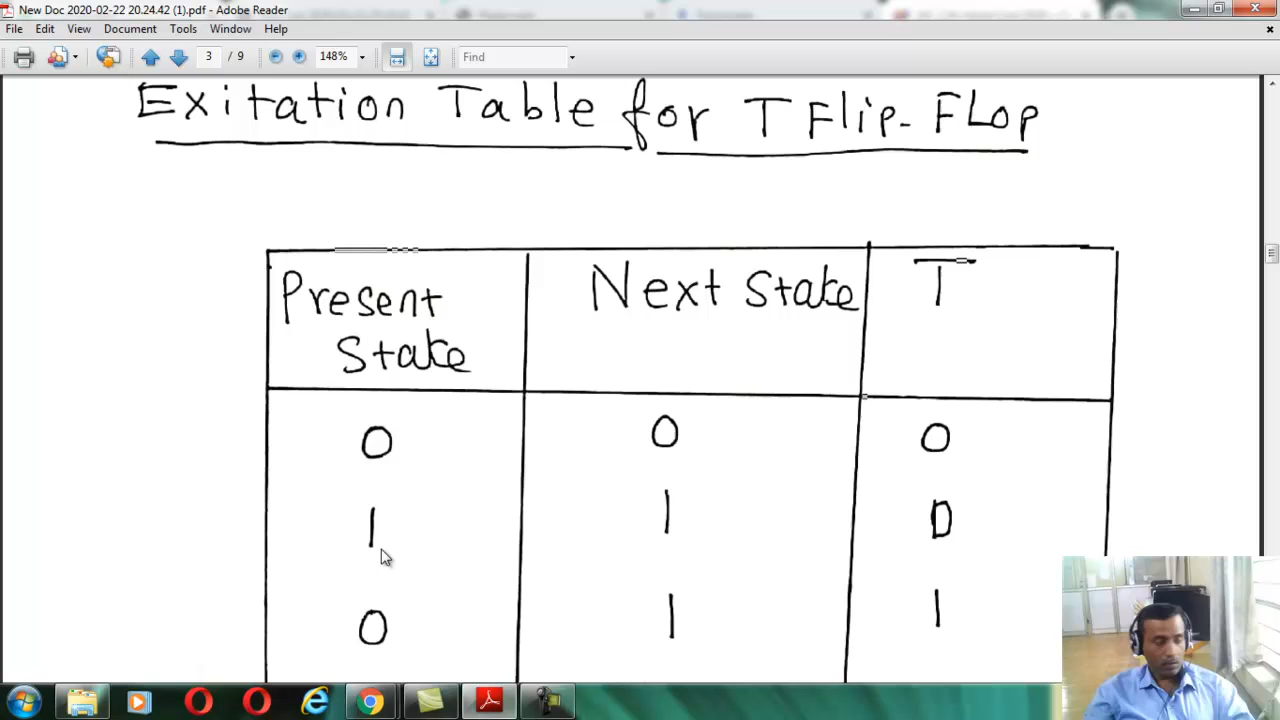 New Doc 2020-02-22 20.24.42 (1).pdf - Adobe Reader
File Edit View Document Tools Window Help
3 / 9 148% Find
Exitation Table for T Flip-Flop
Present State Next State T
0 0 0
1 1 0
0 1 1